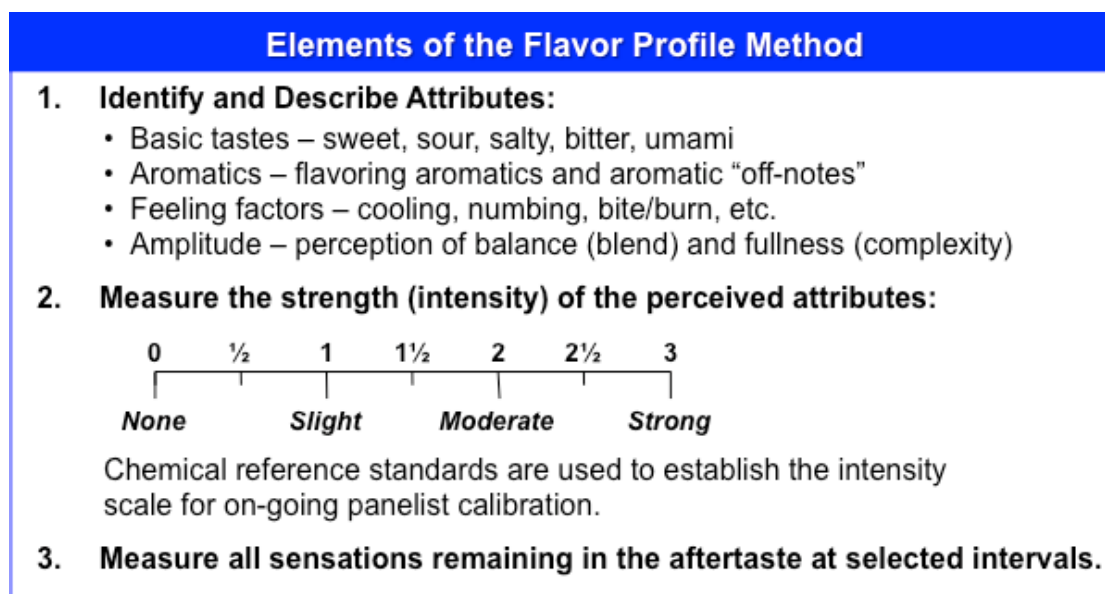 Elements of the Flavor Profile Method
1. Identify and Describe Attributes:
• Basic tastes – sweet, sour, salty, bitter, umami
• Aromatics – flavoring aromatics and aromatic “off-notes”
• Feeling factors – cooling, numbing, bite/burn, etc.
• Amplitude – perception of balance (blend) and fullness (complexity)
2. Measure the strength (intensity) of the perceived attributes:
0 ½ 1 1½ 2 2½ 3
None Slight Moderate Strong
Chemical reference standards are used to establish the intensity
scale for on-going panelist calibration.
3. Measure all sensations remaining in the aftertaste at selected intervals.